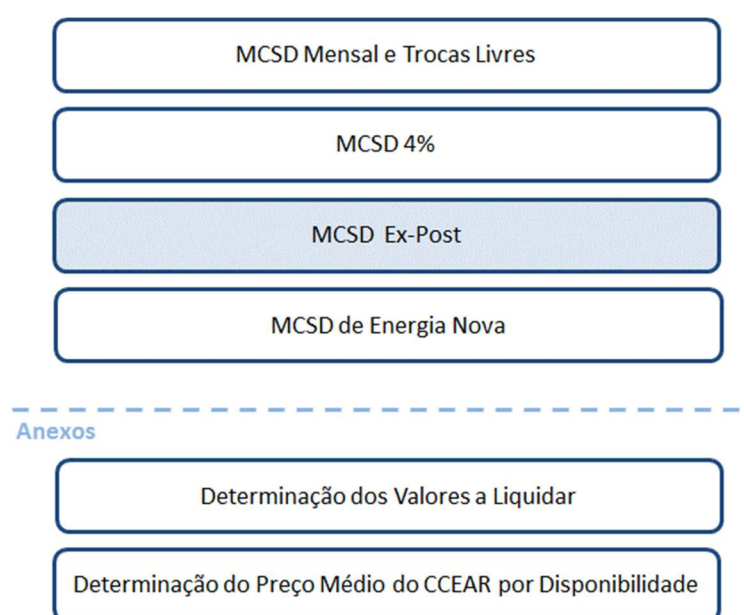 MCSD Mensal e Trocas Livres
MCSD 4%
MCSD Ex-Post
MCSD de Energia Nova
Anexos
Determinação dos Valores a Liquidar
Determinação do Preço Médio do CCEAR por Disponibilidade